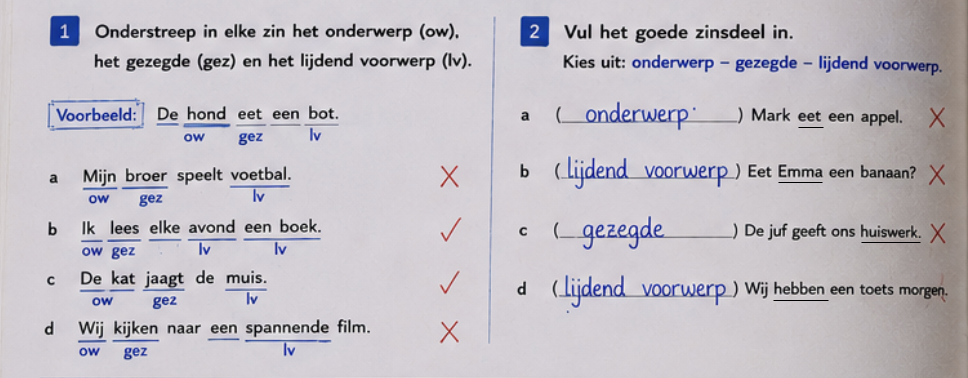 1 Onderstreep in elke zin het onderwerp (ow),
het gezegde (gez) en het lijdend voorwerp (lv).
Voorbeeld: De hond eet een bot.
ow gez lv
a Mijn broer speelt voetbal. X
ow gez lv
b Ik lees elke avond een boek. ✓
ow gez lv lv
c De kat jaagt de muis. ✓
ow gez lv
d Wij kijken naar een spannende film. X
ow gez lv
2 Vul het goede zinsdeel in.
Kies uit: onderwerp – gezegde – lijdend voorwerp.
a (onderwerp) Mark eet een appel. X
b (lijdend voorwerp) Eet Emma een banaan? X
c (gezegde) De juf geeft ons huiswerk. X
d (lijdend voorwerp) Wij hebben een toets morgen.